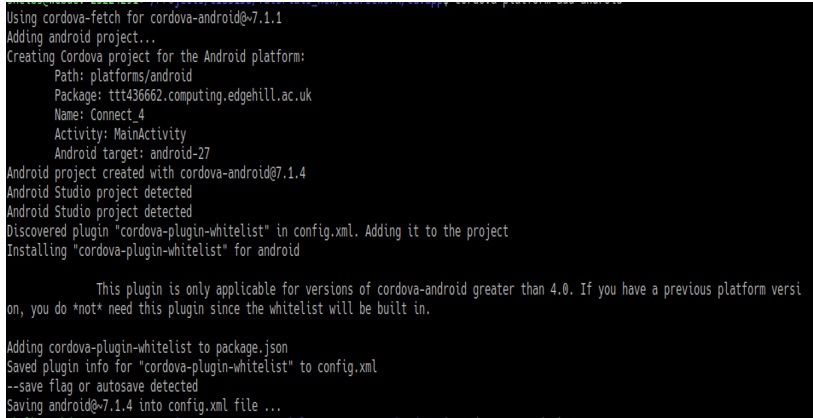 Using cordova-fetch for cordova-android@~7.1.1
Adding android project...
Creating Cordova project for the Android platform:
Path: platforms/android
Package: ttt436662.computing.edgehill.ac.uk
Name: Connect_4
Activity: MainActivity
Android target: android-27
Android project created with cordova-android@7.1.4
Android Studio project detected
Android Studio project detected
Discovered plugin "cordova-plugin-whitelist" in config.xml. Adding it to the project
Installing "cordova-plugin-whitelist" for android
This plugin is only applicable for versions of cordova-android greater than 4.0. If you have a previous platform versi
on, you do *not* need this plugin since the whitelist will be built in.
Adding cordova-plugin-whitelist to package.json
Saved plugin info for "cordova-plugin-whitelist" to config.xml
--save flag or autosave detected
Saving android@~7.1.4 into config.xml file ...